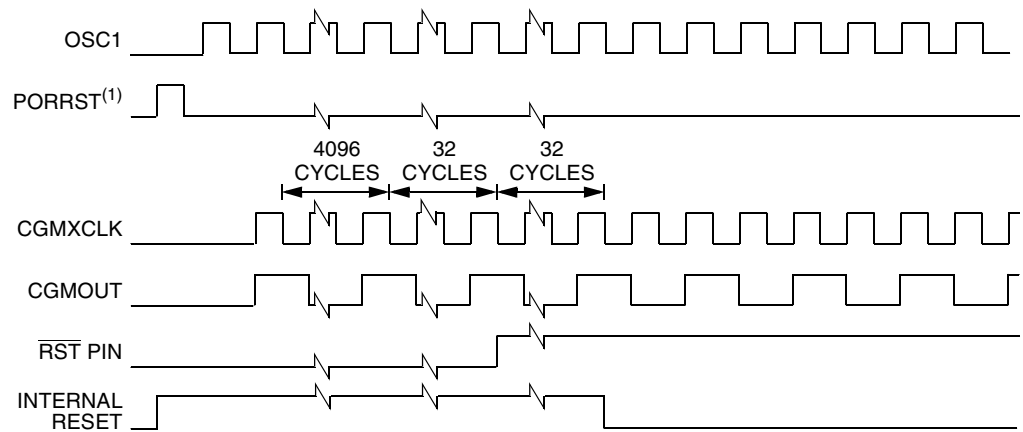 OSC1
PORRST(1)
4096
CYCLES
32
CYCLES
32
CYCLES
CGMXCLK
CGMOUT
RST PIN
INTERNAL
RESET